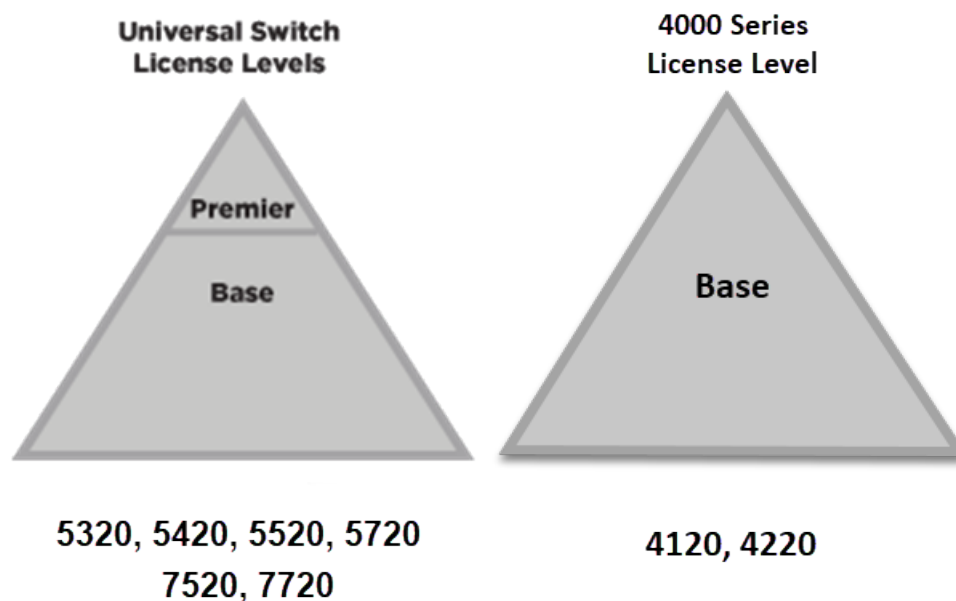 Universal Switch
License Levels
Premier
Base
5320, 5420, 5520, 5720
7520, 7720
4000 Series
License Level
Base
4120, 4220